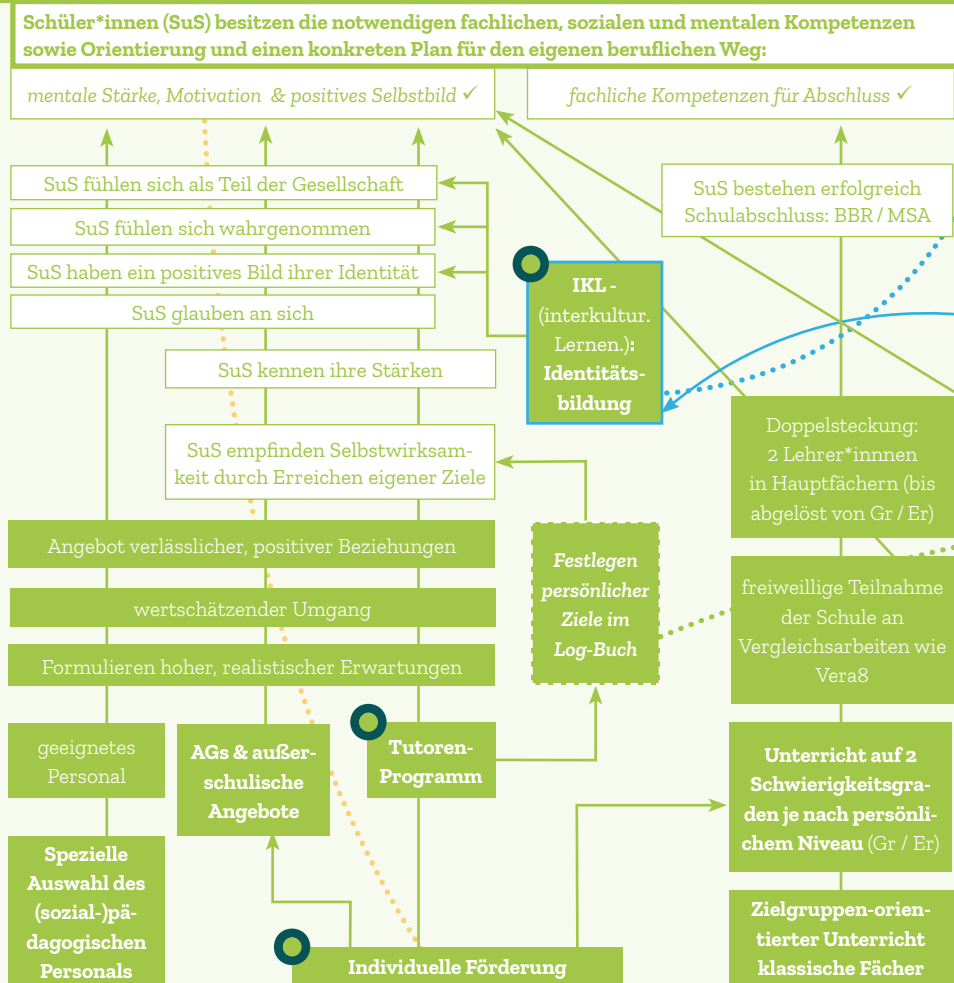 Schüler*innen (SuS) besitzen die notwendigen fachlichen, sozialen und mentalen Kompetenzen
sowie Orientierung und einen konkreten Plan für den eigenen beruflichen Weg:
mentale Stärke, Motivation & positives Selbstbild ✓
fachliche Kompetenzen für Abschluss ✓
SuS fühlen sich als Teil der Gesellschaft
SuS fühlen sich wahrgenommen
SuS haben ein positives Bild ihrer Identität
SuS glauben an sich
SuS kennen ihre Stärken
SuS empfinden Selbstwirksam-
keit durch Erreichen eigener Ziele
SuS bestehen erfolgreich
Schulabschluss: BBR / MSA
IKL -
(interkultur.
Lernen.):
Identitäts-
bildung
Doppelsteckung:
2 Lehrer*innnen
in Hauptfächern (bis
abgelöst von Gr / Er)
Angebot verlässlicher, positiver Beziehungen
wertschätzender Umgang
Formulieren hoher, realistischer Erwartungen
Festlegen
persönlicher
Ziele im
Log-Buch
freiweillige Teilnahme
der Schule an
Vergleichsarbeiten wie
Vera8
geeignetes
Personal
AGs & außer-
schulische
Angebote
Tutoren-
Programm
Unterricht auf 2
Schwierigkeitsgra-
den je nach persönli-
chem Niveau (Gr / Er)
Spezielle
Auswahl des
(sozial-)pä-
dagogischen
Personals
Individuelle Förderung
Zielgruppen-orien-
tierter Unterricht
klassische Fächer